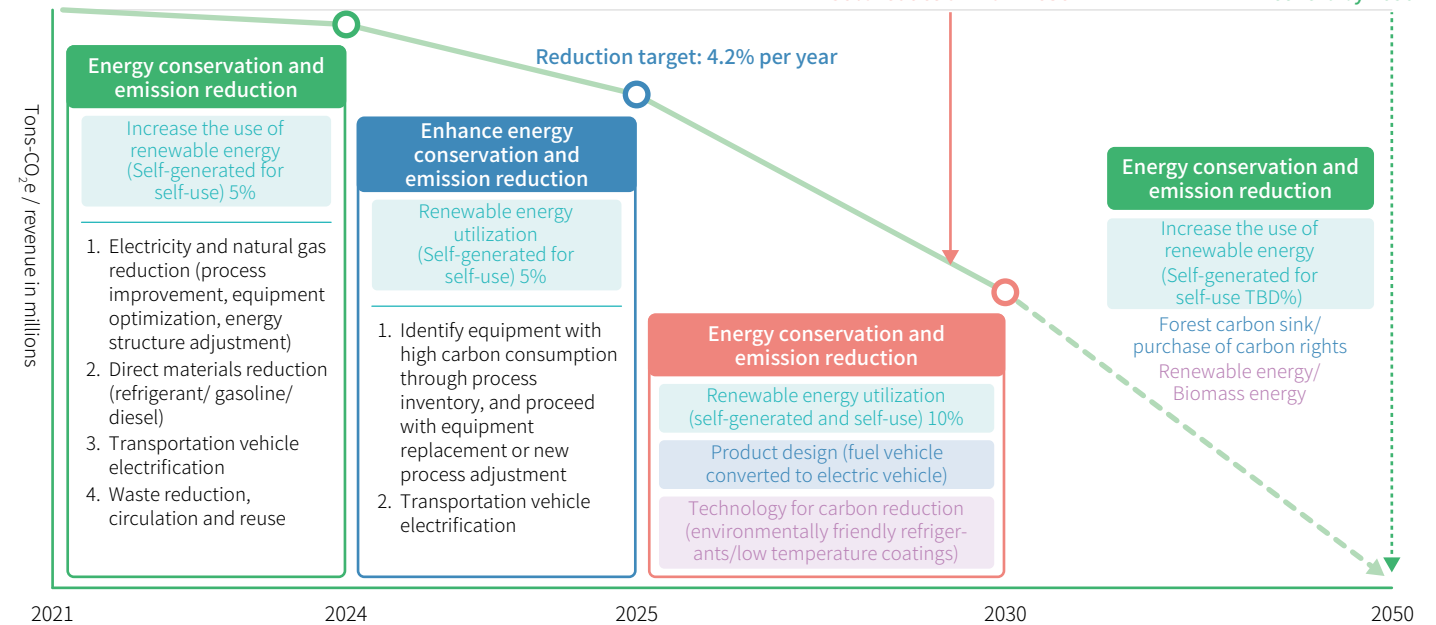 Reduction target: 4.2% per year
Tons-CO₂e / revenue in millions
Energy conservation and
emission reduction
Increase the use of
renewable energy
(Self-generated for
self-use) 5%
1. Electricity and natural gas
reduction (process
improvement, equipment
optimization, energy
structure adjustment)
2. Direct materials reduction
(refrigerant/ gasoline/
diesel)
3. Transportation vehicle
electrification
4. Waste reduction,
circulation and reuse
Enhance energy
conservation and
emission reduction
Renewable energy
utilization
(Self-generated for
self-use) 5%
1. Identify equipment with
high carbon consumption
through process
inventory, and proceed
with equipment
replacement or new
process adjustment
2. Transportation vehicle
electrification
Energy conservation and
emission reduction
Renewable energy utilization
(self-generated and self-use) 10%
Product design (fuel vehicle
converted to electric vehicle)
Technology for carbon reduction
(environmentally friendly refriger-
ants/low temperature coatings)
Energy conservation and
emission reduction
Increase the use of
renewable energy
(Self-generated for
self-use TBD%)
Forest carbon sink/
purchase of carbon rights
Renewable energy/
Biomass energy
2021
2024
2025
2030
2050